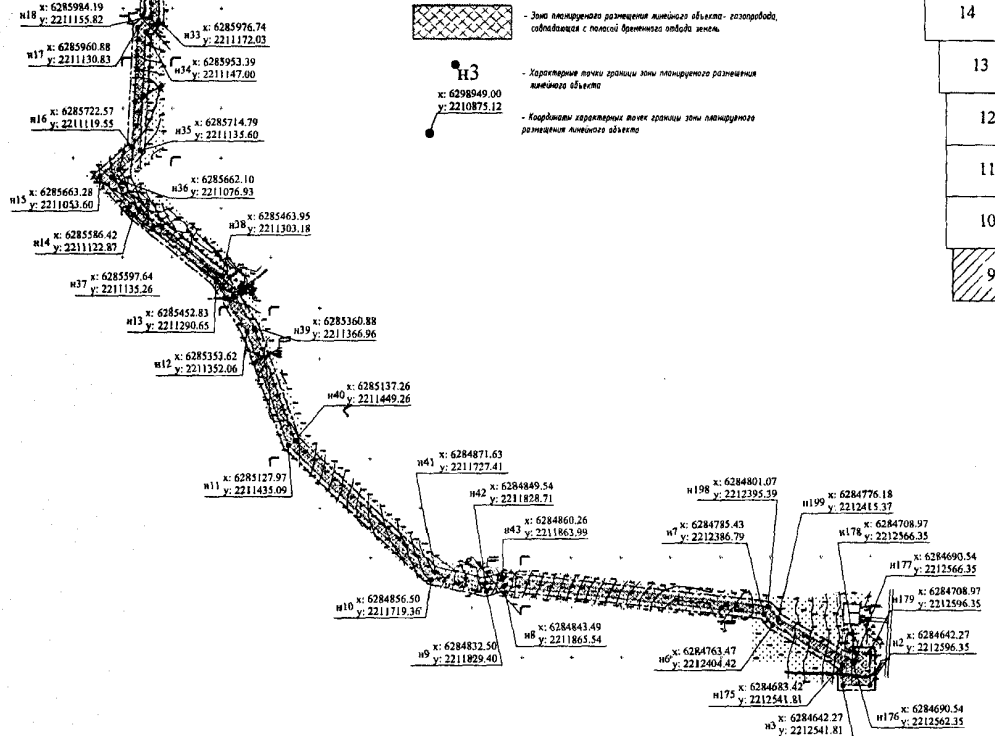 н18 x: 6285984.19
y: 2211155.82
н33 x: 6285976.74
y: 2211172.03
н17 x: 6285960.88
y: 2211130.83
н34 x: 6285953.39
y: 2211147.00
н16 x: 6285722.57
y: 2211119.55
н35 x: 6285714.79
y: 2211135.60
н36 x: 6285662.10
y: 2211076.93
н15 x: 6285663.28
y: 2211053.60
н14 x: 6285586.42
y: 2211122.87
н38 x: 6285463.95
y: 2211303.18
н37 x: 6285597.64
y: 2211135.26
н13 x: 6285452.83
y: 2211290.65
н39 x: 6285360.88
y: 2211366.96
н12 x: 6285353.62
y: 2211352.06
н40 x: 6285137.26
y: 2211449.26
н11 x: 6285127.97
y: 2211435.09
н41 x: 6284871.63
y: 2211727.41
н42 x: 6284849.54
y: 2211828.71
н43 x: 6284860.26
y: 2211863.99
н10 x: 6284856.50
y: 2211719.36
н9 x: 6284832.50
y: 2211829.40
н8 x: 6284843.49
y: 2211865.54
н198 x: 6284801.07
y: 2212395.39
н7 x: 6284785.43
y: 2212386.79
н199 x: 6284776.18
y: 2212415.37
н178 x: 6284708.97
y: 2212566.35
н177 x: 6284690.54
y: 2212566.35
н179 x: 6284708.97
y: 2212596.35
н2 x: 6284642.27
y: 2212596.35
н6 x: 6284763.47
y: 2212404.42
н175 x: 6284683.42
y: 2212541.81
н3 x: 6284642.27
y: 2212541.81
н176 x: 6284690.54
y: 2212562.35
- Зона планируемого размещения линейного объекта- газопровода,
совпадающая с полосой временного отвода земель
н3
x: 6298949.00
y: 2210875.12
- Характерные точки границы зоны планируемого размещения
линейного объекта
- Координаты характерных точек границы зоны планируемого
размещения линейного объекта
14
13
12
11
10
9